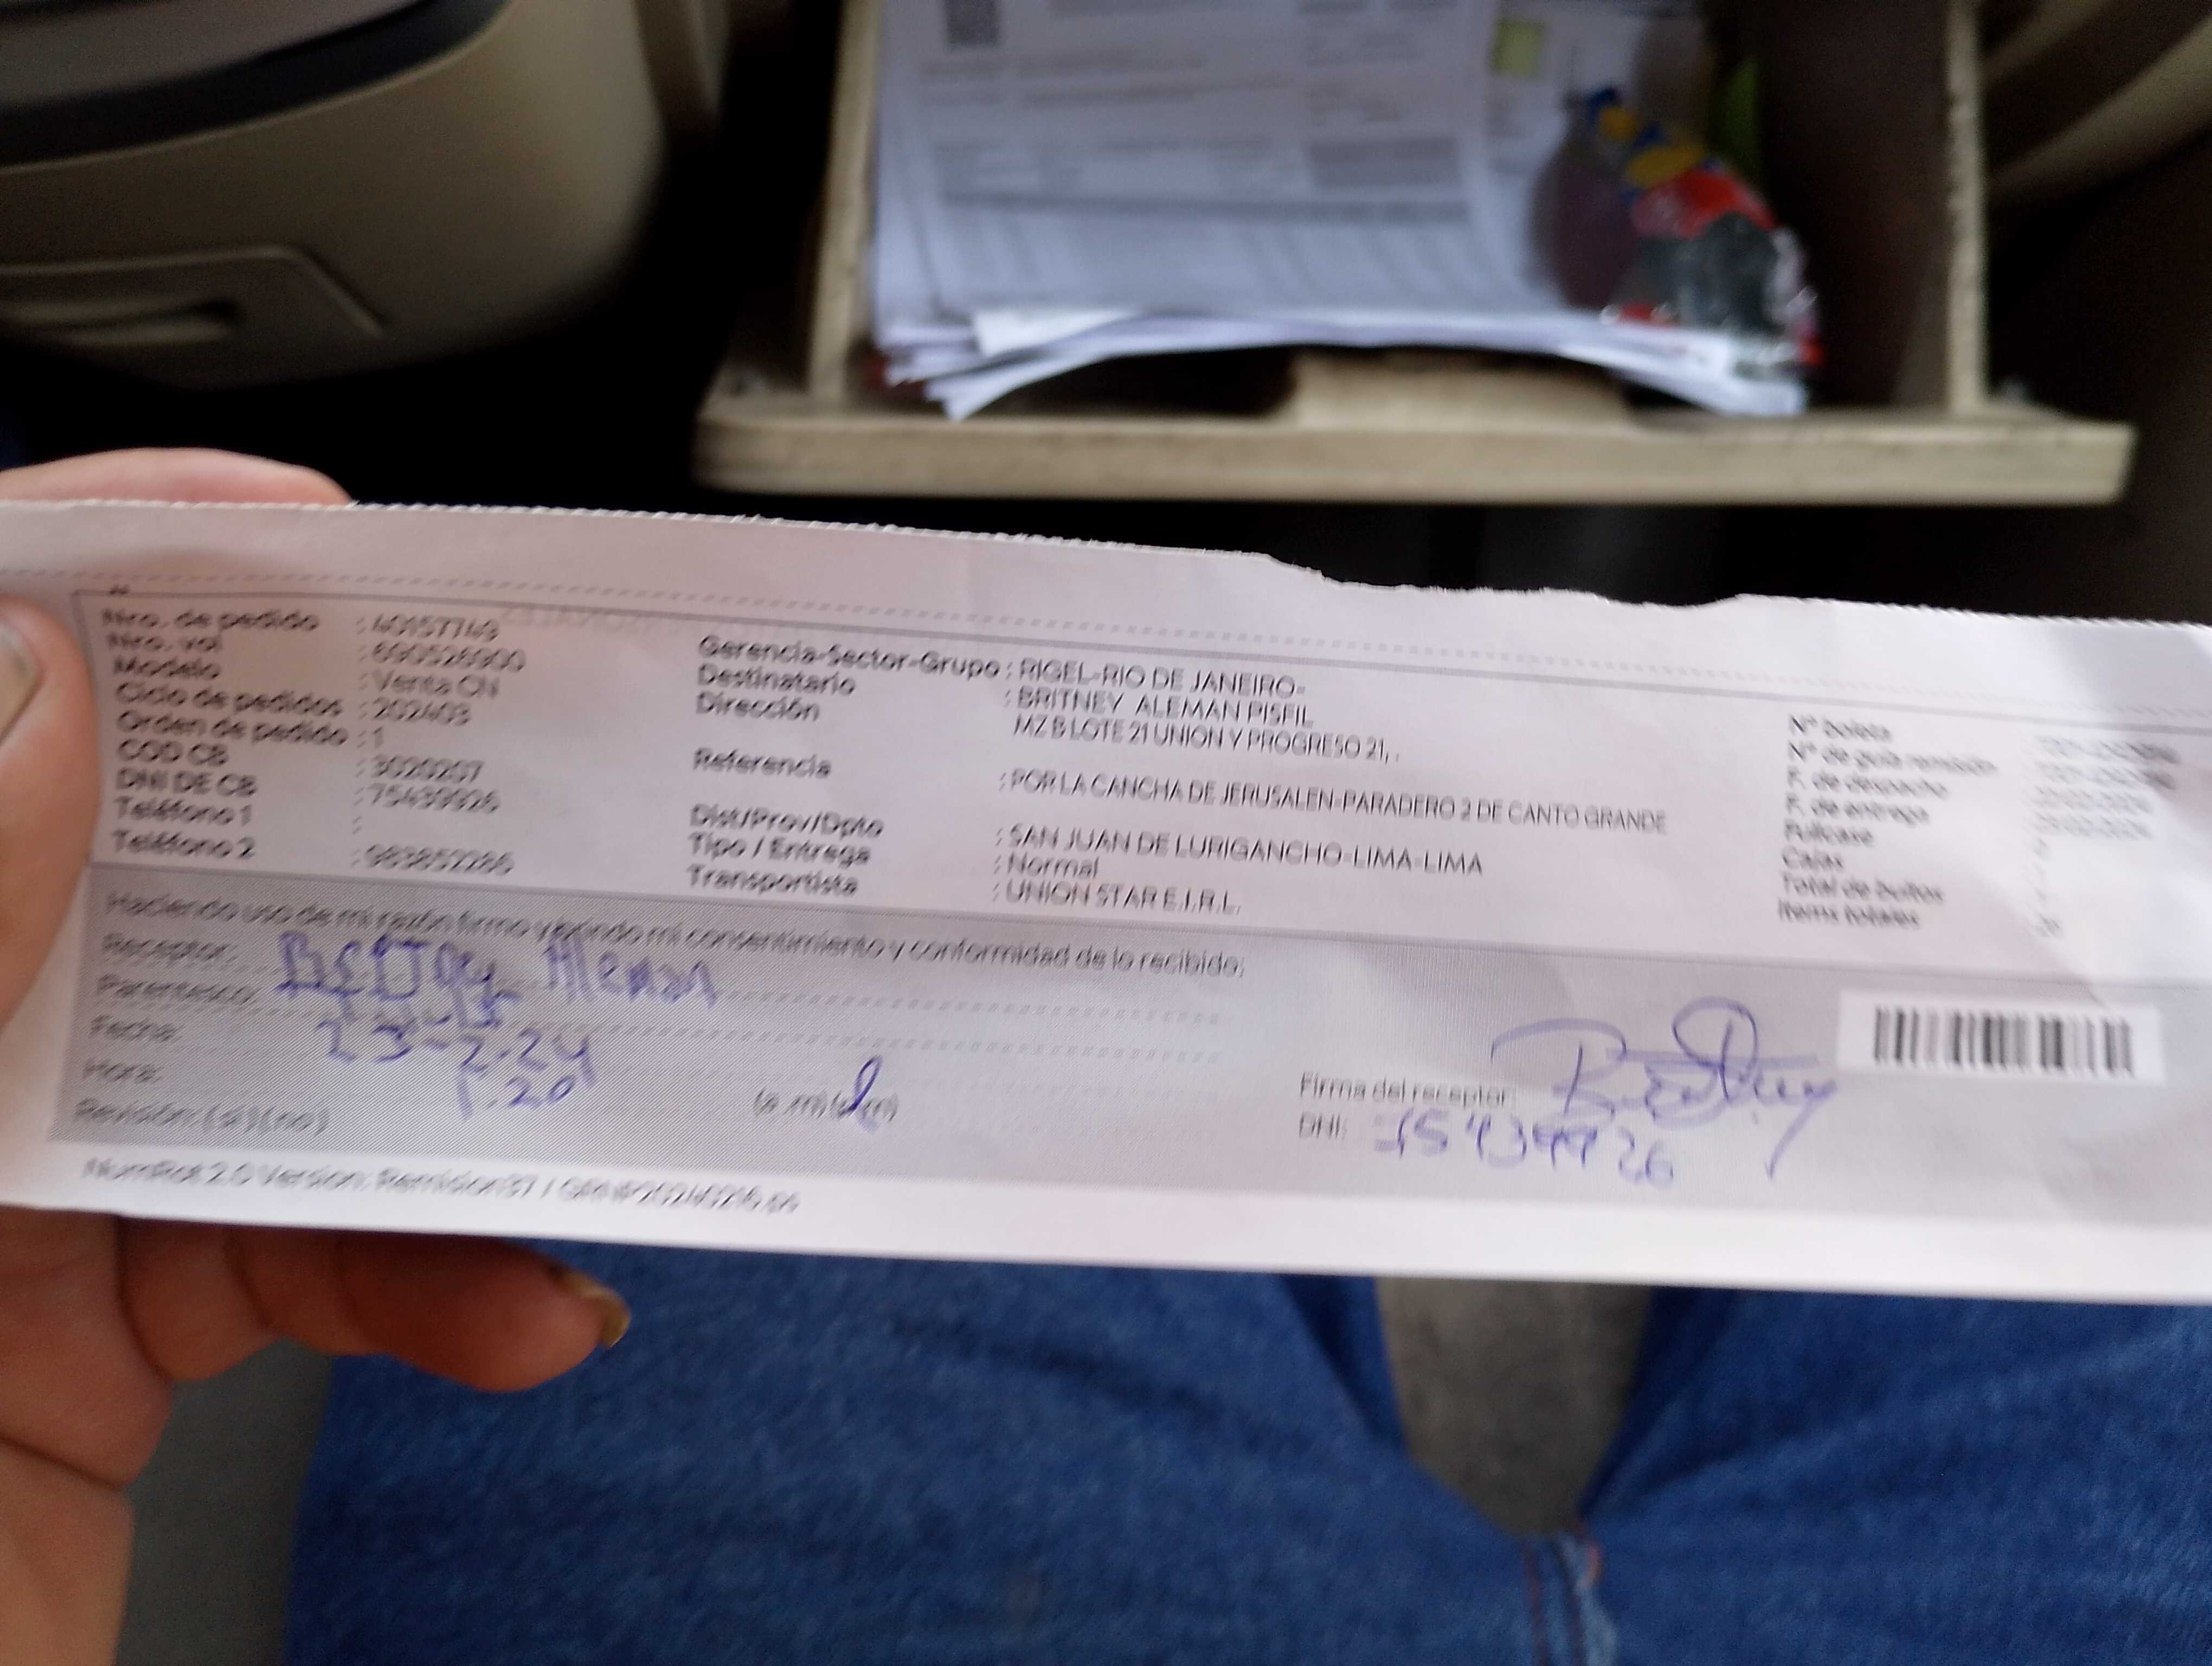 Nro. de pedido : 40157749
Nro. vol : 690528900
Modelo : Venta CN
Ciclo de pedidos : 202403
Orden de pedido : 1
COD CB : 3020207
DNI DE CB : 75439926
Teléfono 1 :
Teléfono 2 : 983852286
Gerencia-Sector-Grupo : RIGEL-RIO DE JANEIRO-
Destinatario : BRITNEY ALEMAN PISFIL
Dirección MZ B LOTE 21 UNION Y PROGRESO 21, .
Referencia : POR LA CANCHA DE JERUSALEN-PARADERO 2 DE CANTO GRANDE
Dist/Prov/Dpto : SAN JUAN DE LURIGANCHO-LIMA-LIMA
Tipo / Entrega : Normal
Transportista : UNION STAR E.I.R.L.
N° boleta
N° de guía remisión
F. de despacho
F. de entrega
Fullcase
Cajas
Total de bultos
Items totales
Haciendo uso de mi razón firmo y brindo mi consentimiento y conformidad de lo recibido:
Receptor: Aleman
Parentesco:
Fecha: 23-2-24
Hora: 1.20 (a.m) (p.m)
Revisión: (si) (no)
Firma del receptor:
DNI: 75439926